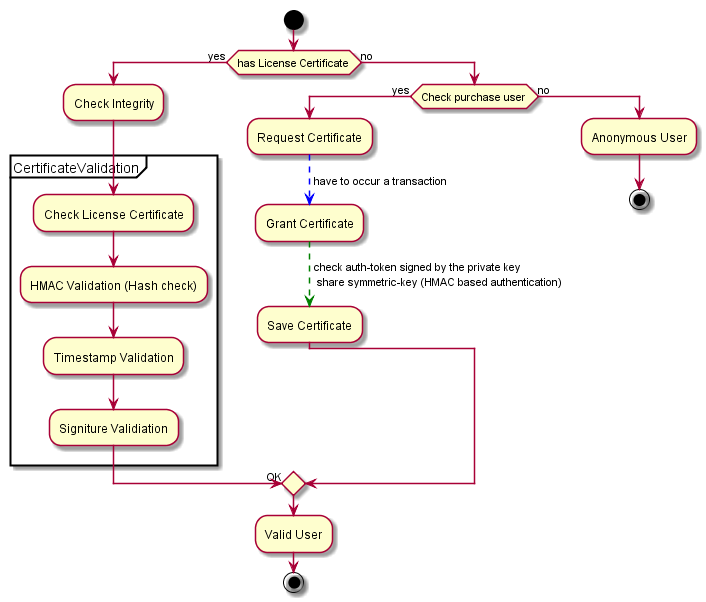 has License Certificate
yes
no
Check Integrity
CertificateValidation
Check License Certificate
HMAC Validation (Hash check)
Timestamp Validation
Signiture Validiation
Check purchase user
yes
no
Request Certificate
have to occur a transaction
Grant Certificate
check auth-token signed by the private key
share symmetric-key (HMAC based authentication)
Save Certificate
Anonymous User
OK
Valid User